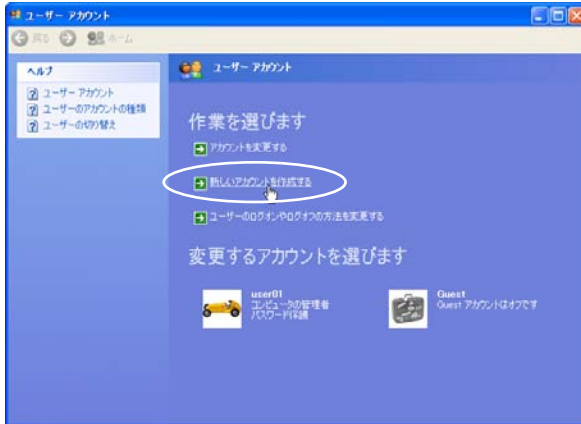 ユーザー アカウント
戻る ホーム
ヘルプ
ユーザー アカウント
ユーザーのアカウントの種類
ユーザーの切り替え
ユーザー アカウント
作業を選びます
アカウントを変更する
新しいアカウントを作成する
ユーザーのログオンやログオフの方法を変更する
変更するアカウントを選びます
user01
コンピュータの管理者
パスワード保護
Guest
Guest アカウントはオフです